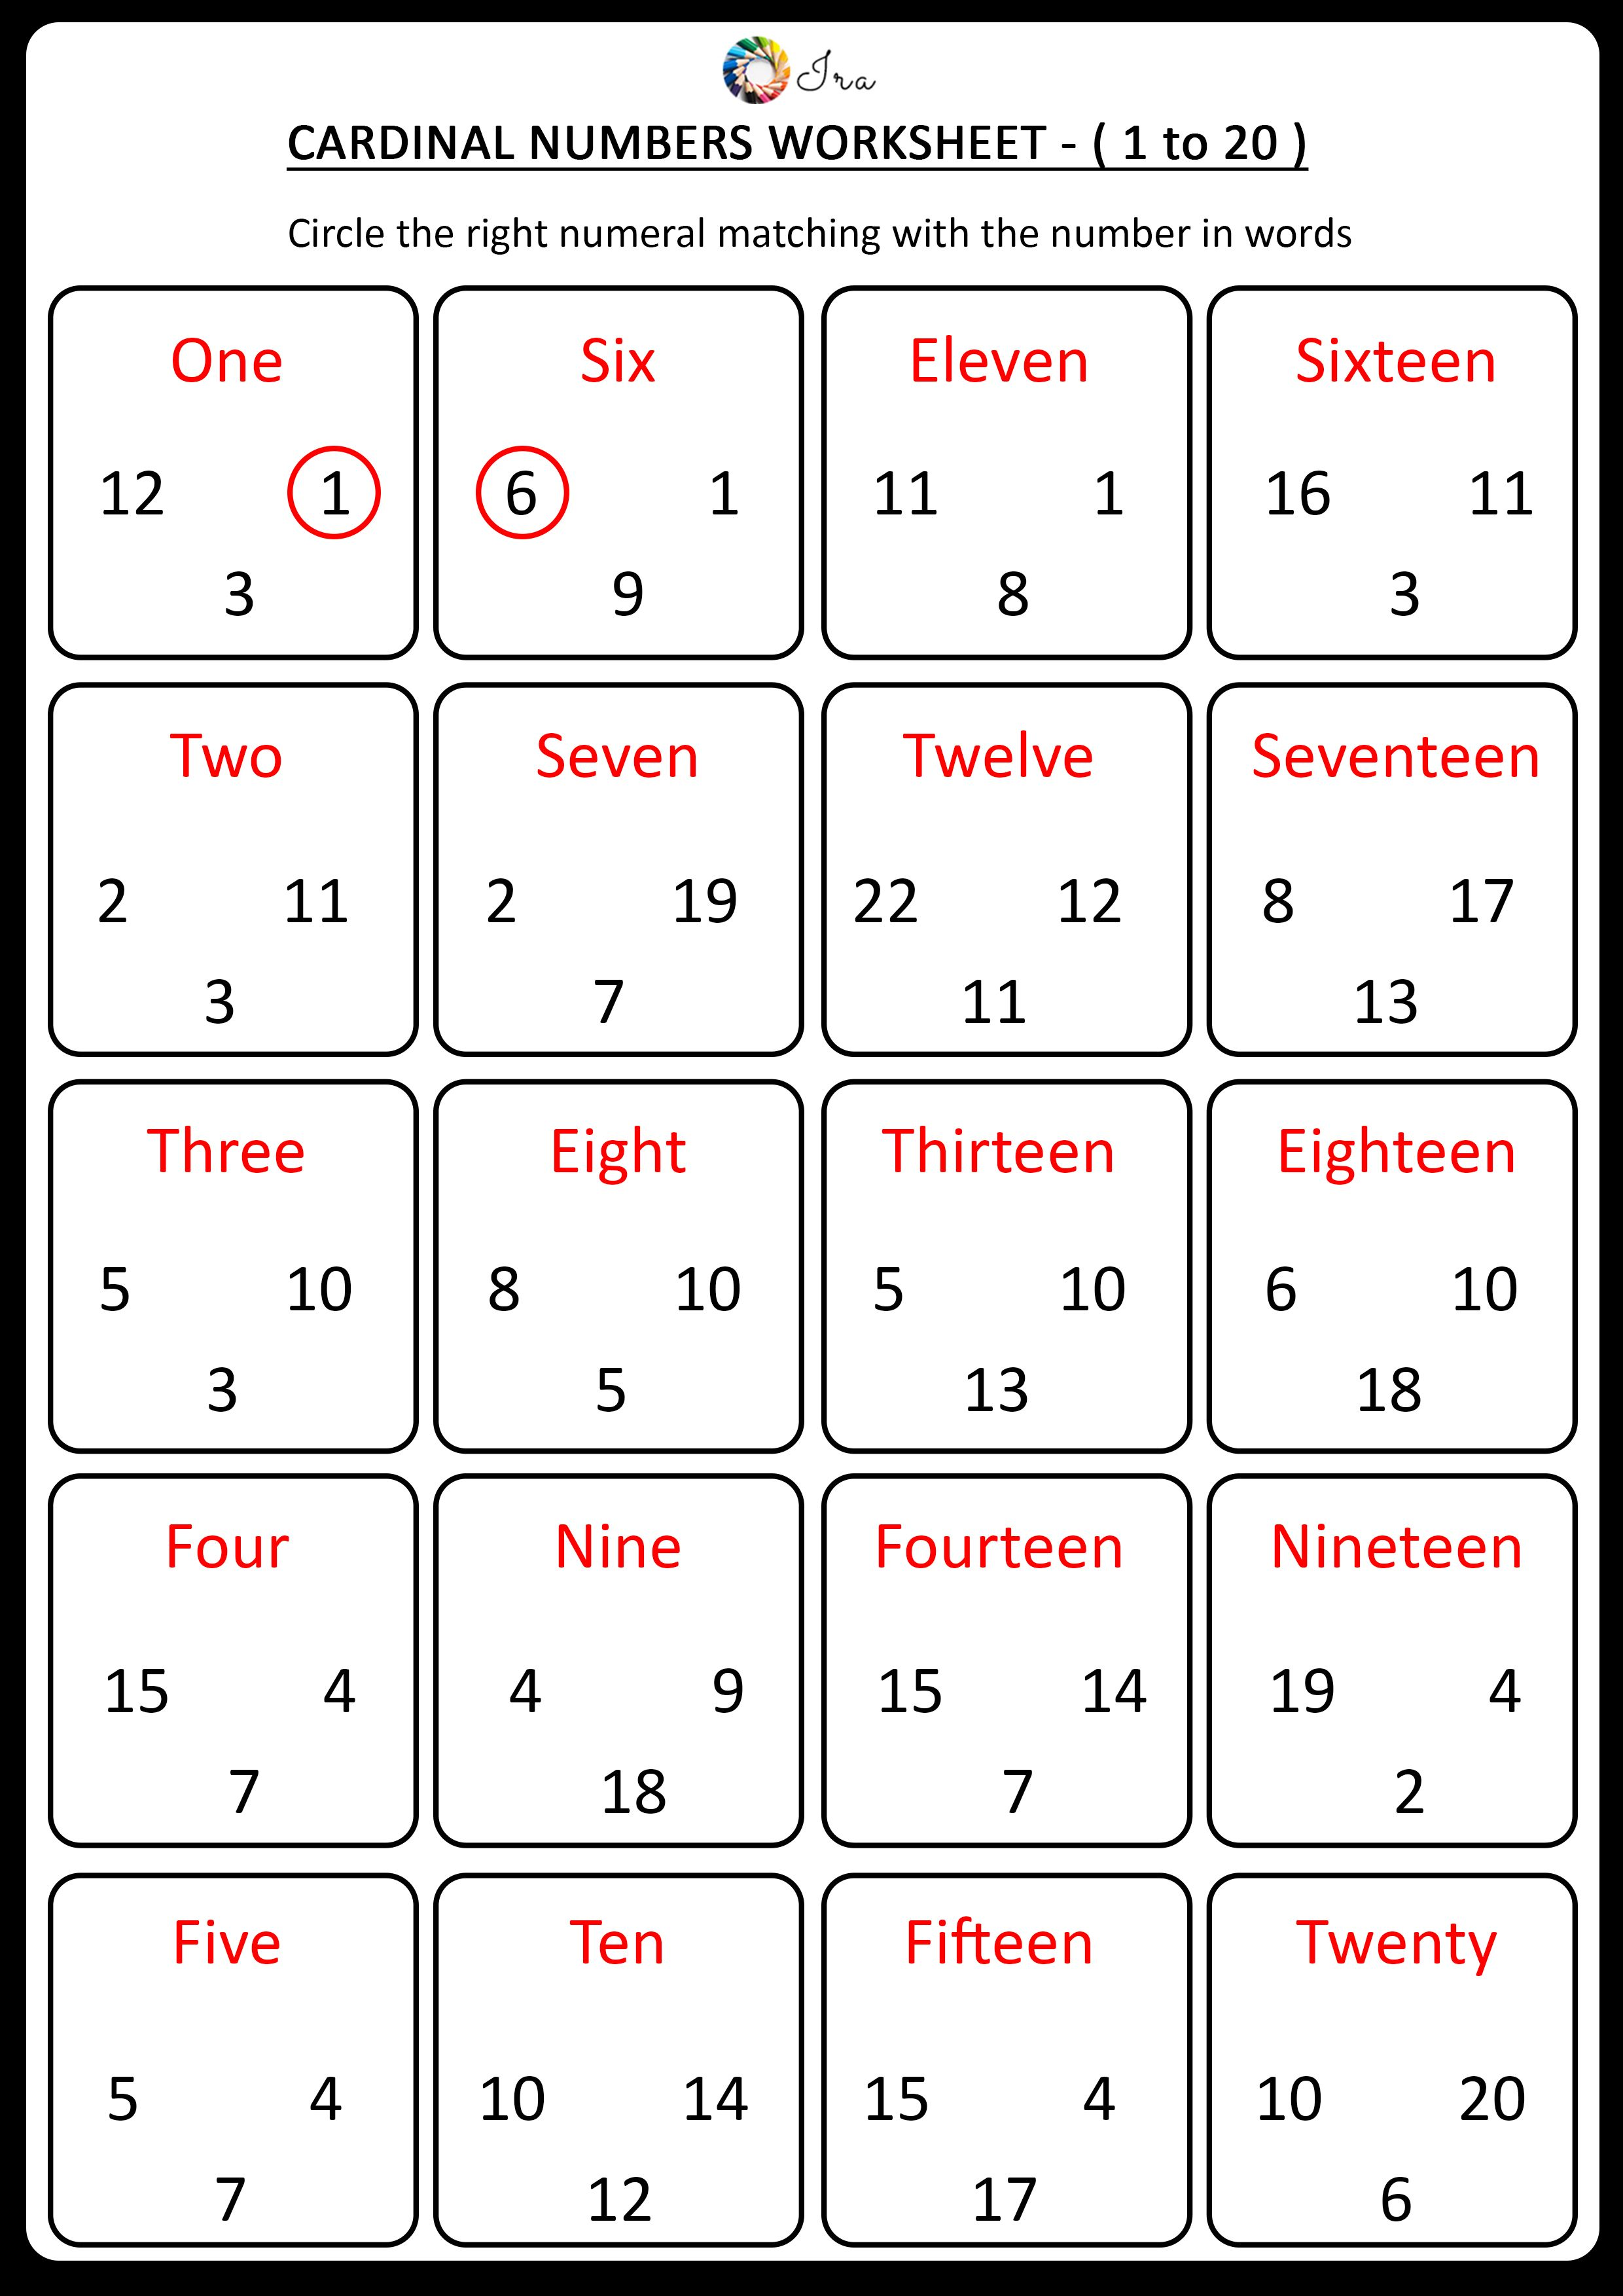 Ira
CARDINAL NUMBERS WORKSHEET - ( 1 to 20 )
Circle the right numeral matching with the number in words
One Six Eleven Sixteen
12 1 6 1 11 1 16 11
3 9 8 3
Two Seven Twelve Seventeen
2 11 2 19 22 12 8 17
3 7 11 13
Three Eight Thirteen Eighteen
5 10 8 10 5 10 6 10
3 5 13 18
Four Nine Fourteen Nineteen
15 4 4 9 15 14 19 4
7 18 7 2
Five Ten Fifteen Twenty
5 4 10 14 15 4 10 20
7 12 17 6